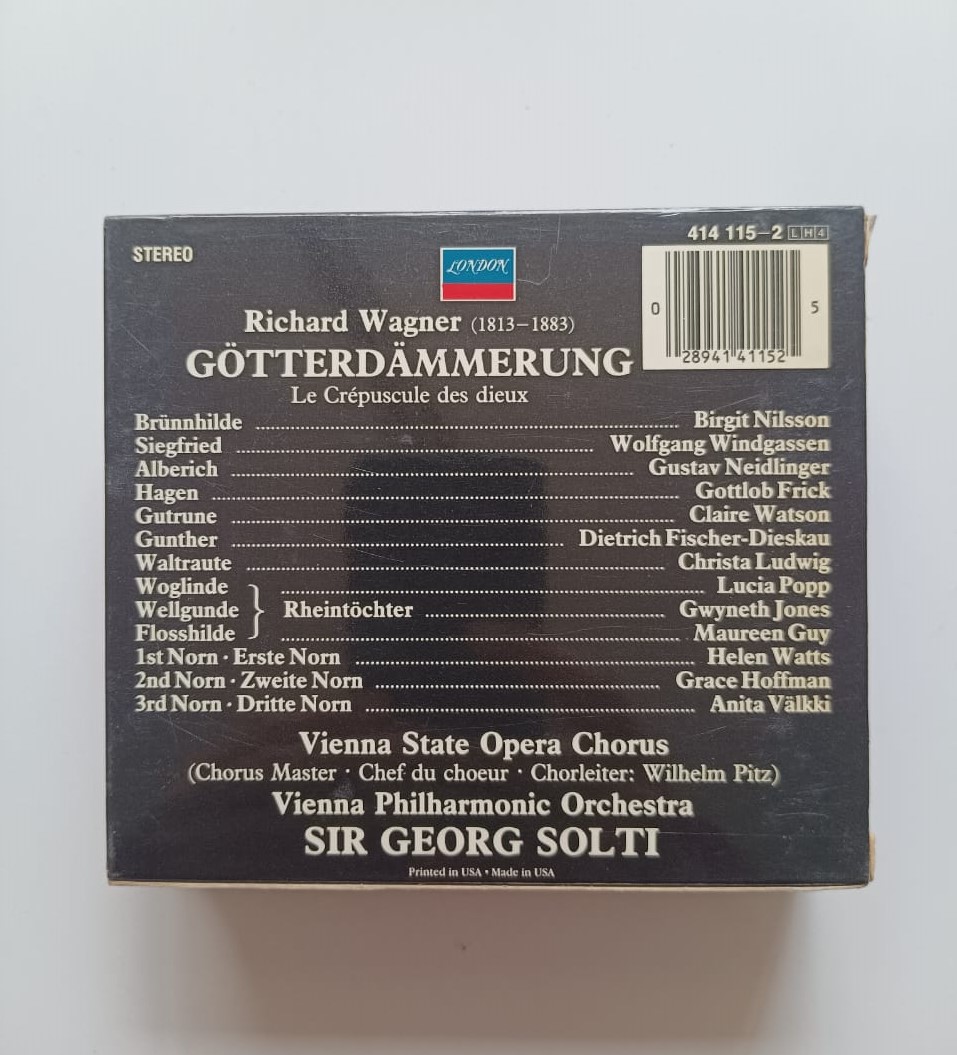 414 115–2 LH4
STEREO
LONDON
0 28941 41152 5
Richard Wagner (1813–1883)
GÖTTERDÄMMERUNG
Le Crépuscule des dieux
Brünnhilde ........ Birgit Nilsson
Siegfried ........ Wolfgang Windgassen
Alberich ........ Gustav Neidlinger
Hagen ........ Gottlob Frick
Gutrune ........ Claire Watson
Gunther ........ Dietrich Fischer-Dieskau
Waltraute ........ Christa Ludwig
Woglinde ........ Lucia Popp
Wellgunde } Rheintöchter ........ Gwyneth Jones
Flosshilde ........ Maureen Guy
1st Norn · Erste Norn ........ Helen Watts
2nd Norn · Zweite Norn ........ Grace Hoffman
3rd Norn · Dritte Norn ........ Anita Välkki
Vienna State Opera Chorus
(Chorus Master · Chef du choeur · Chorleiter: Wilhelm Pitz)
Vienna Philharmonic Orchestra
SIR GEORG SOLTI
Printed in USA • Made in USA